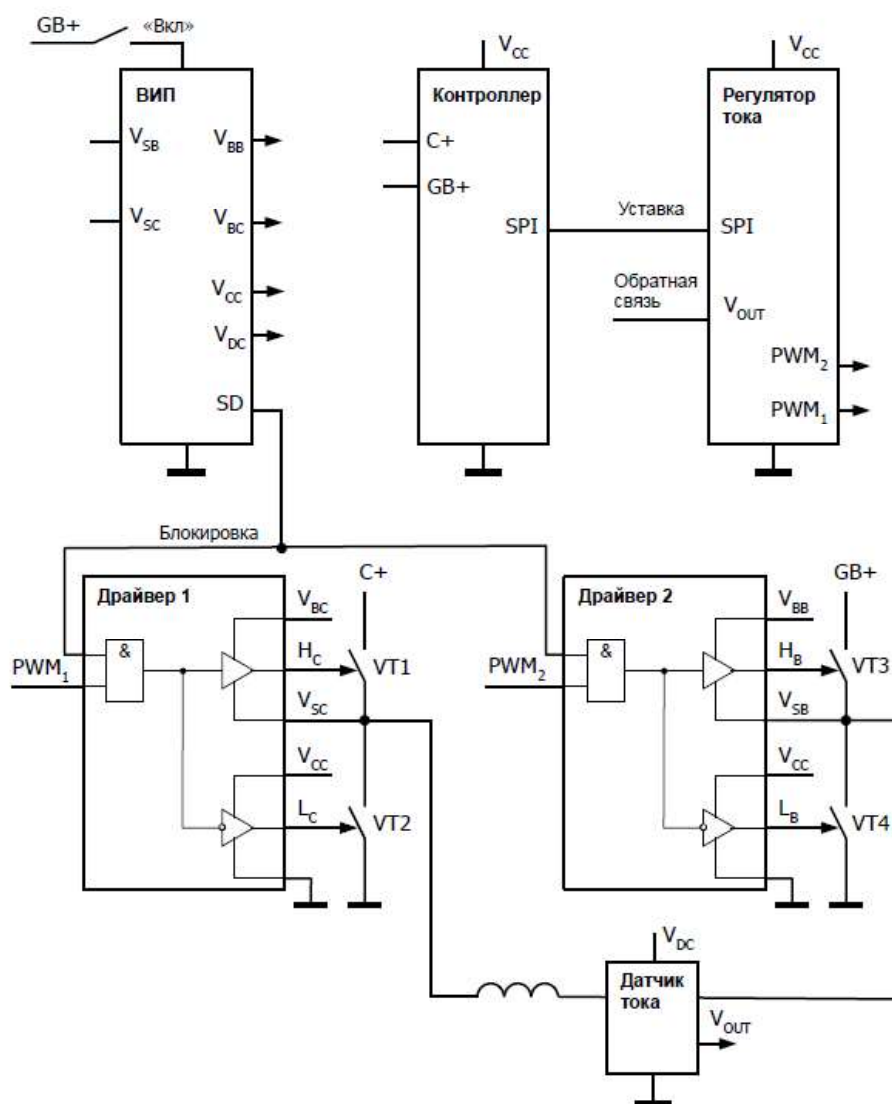 GB+
«Вкл»
ВИП
V_SB
V_BB
V_SC
V_BC
V_CC
V_DC
SD
V_CC
Контроллер
C+
GB+
SPI
Уставка
V_CC
Регулятор
тока
SPI
Обратная
связь
V_OUT
PWM_2
PWM_1
Блокировка
Драйвер 1
C+
V_BC
&
H_C
VT1
PWM_1
V_SC
V_CC
L_C
VT2
Драйвер 2
GB+
V_BB
&
H_B
VT3
PWM_2
V_SB
V_CC
L_B
VT4
V_DC
Датчик
тока
V_OUT